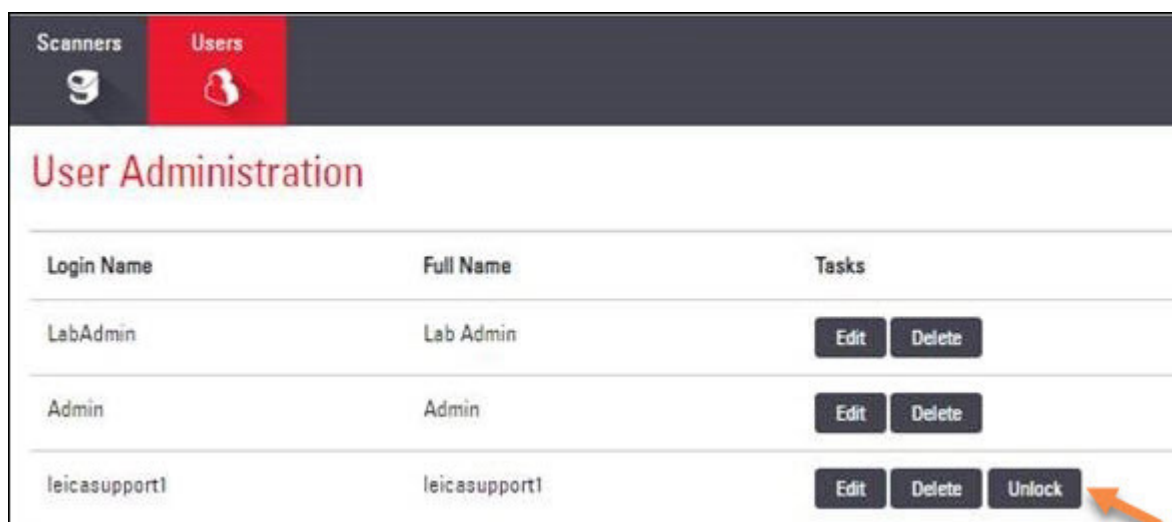 Scanners Users
User Administration
Login Name Full Name Tasks
LabAdmin Lab Admin Edit Delete
Admin Admin Edit Delete
leicasupport1 leicasupport1 Edit Delete Unlock